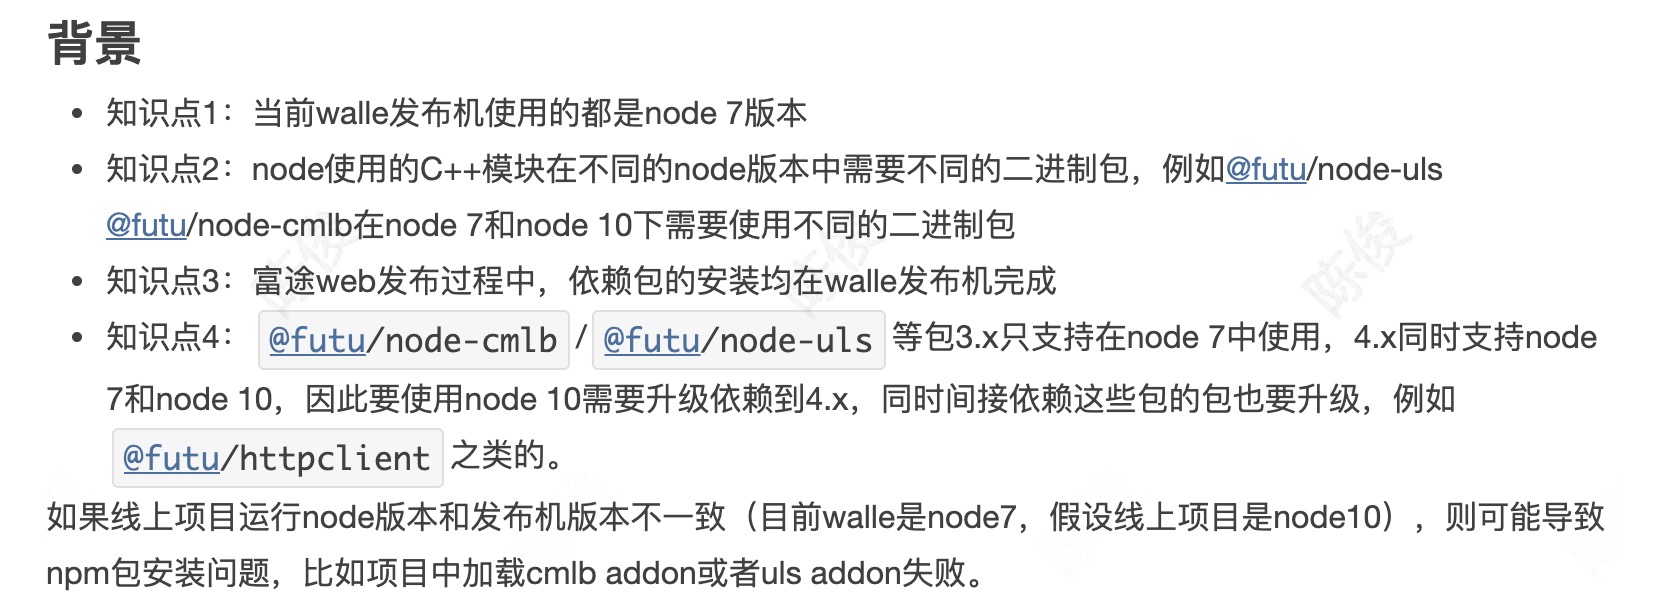 背景
• 知识点1：当前walle发布机使用的都是node 7版本
• 知识点2：node使用的C++模块在不同的node版本中需要不同的二进制包，例如@futu/node-uls
@futu/node-cmlb在node 7和node 10下需要使用不同的二进制包
• 知识点3：富途web发布过程中，依赖包的安装均在walle发布机完成
• 知识点4： @futu/node-cmlb / @futu/node-uls 等包3.x只支持在node 7中使用，4.x同时支持node
7和node 10，因此要使用node 10需要升级依赖到4.x，同时间接依赖这些包的包也要升级，例如
@futu/httpclient 之类的。
如果线上项目运行node版本和发布机版本不一致（目前walle是node7，假设线上项目是node10），则可能导致
npm包安装问题，比如项目中加载cmlb addon或者uls addon失败。
陈俊
陈俊
陈俊